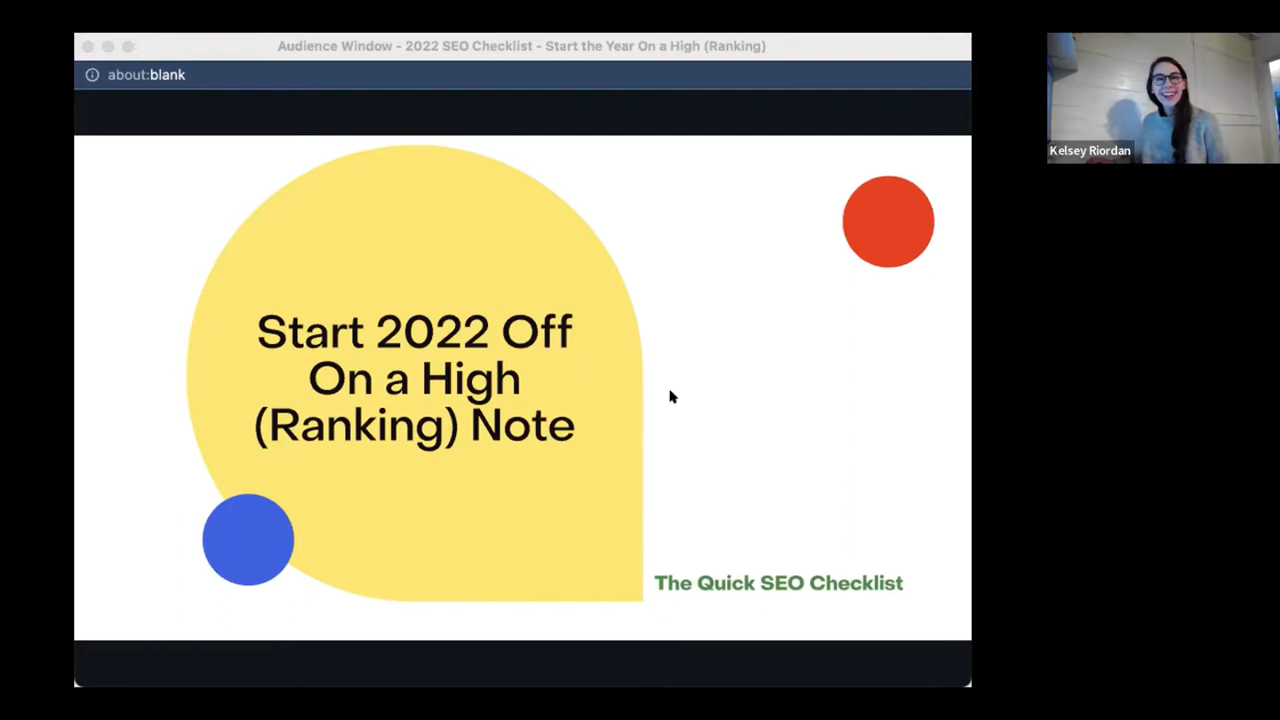 Audience Window - 2022 SEO Checklist - Start the Year On a High (Ranking)
about:blank
Kelsey Riordan
Start 2022 Off
On a High
(Ranking) Note
The Quick SEO Checklist